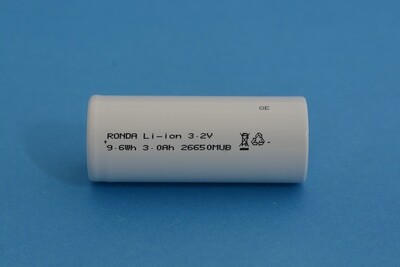 RONDA Li-ion 3.2V
9.6Wh 3.0Ah 26650MUB